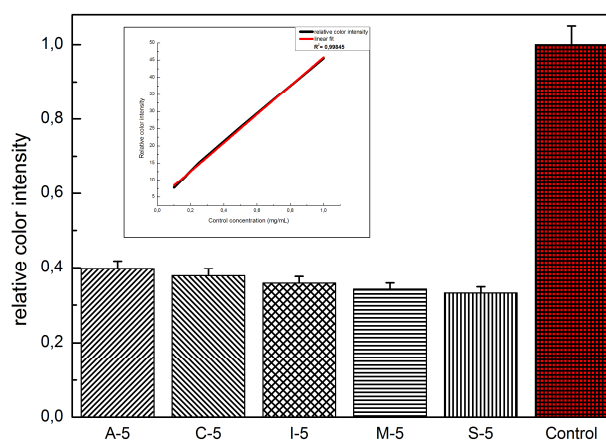 relative color intensity
1,0
0,8
0,6
0,4
0,2
0,0
A-5 C-5 I-5 M-5 S-5 Control
relative color intensity
linear fit
R²= 0,99845
Relative color intensity
50
45
40
35
30
25
20
15
10
5
0,0 0,2 0,4 0,6 0,8 1,0
Control concentration (mg/mL)